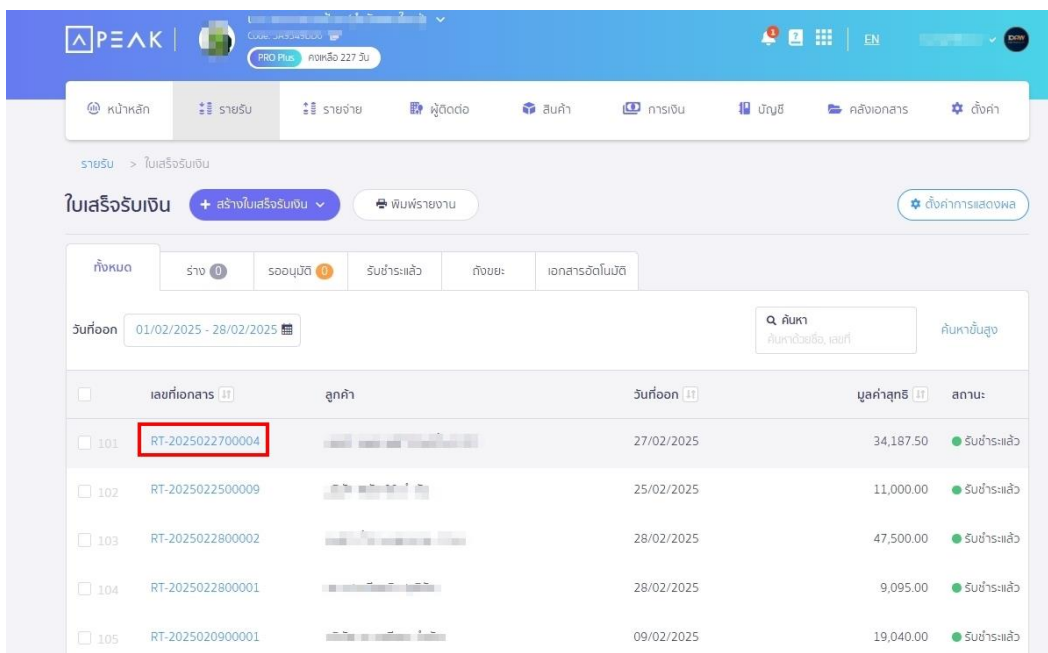 PEAK
PRO Plus คงเหลือ 227 วัน
EN
หน้าหลัก รายรับ รายจ่าย ผู้ติดต่อ สินค้า การเงิน บัญชี คลังเอกสาร ตั้งค่า
รายรับ > ใบเสร็จรับเงิน
ใบเสร็จรับเงิน + สร้างใบเสร็จรับเงิน พิมพ์รายงาน ตั้งค่าการแสดงผล
ทั้งหมด ร่าง 0 รออนุมัติ 0 รับชำระแล้ว ถังขยะ เอกสารอัตโนมัติ
วันที่ออก 01/02/2025 - 28/02/2025 ค้นหา ค้นหาขั้นสูง
ค้นหาด้วยชื่อ, เลขที่
เลขที่เอกสาร ลูกค้า วันที่ออก มูลค่าสุทธิ สถานะ
101 RT-2025022700004 27/02/2025 34,187.50 รับชำระแล้ว
102 RT-2025022500009 25/02/2025 11,000.00 รับชำระแล้ว
103 RT-2025022800002 28/02/2025 47,500.00 รับชำระแล้ว
104 RT-2025022800001 28/02/2025 9,095.00 รับชำระแล้ว
105 RT-2025020900001 09/02/2025 19,040.00 รับชำระแล้ว